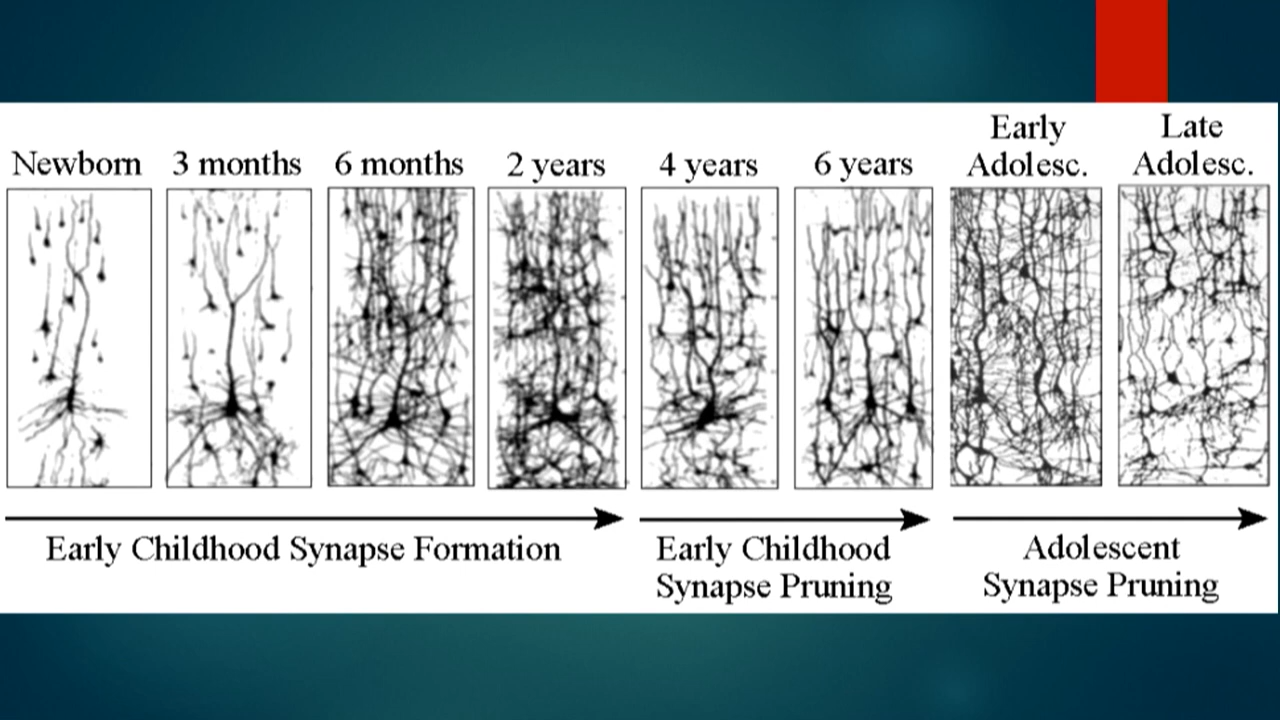 Newborn
3 months
6 months
2 years
4 years
6 years
Early
Adolesc.
Late
Adolesc.
Early Childhood Synapse Formation
Early Childhood
Synapse Pruning
Adolescent
Synapse Pruning